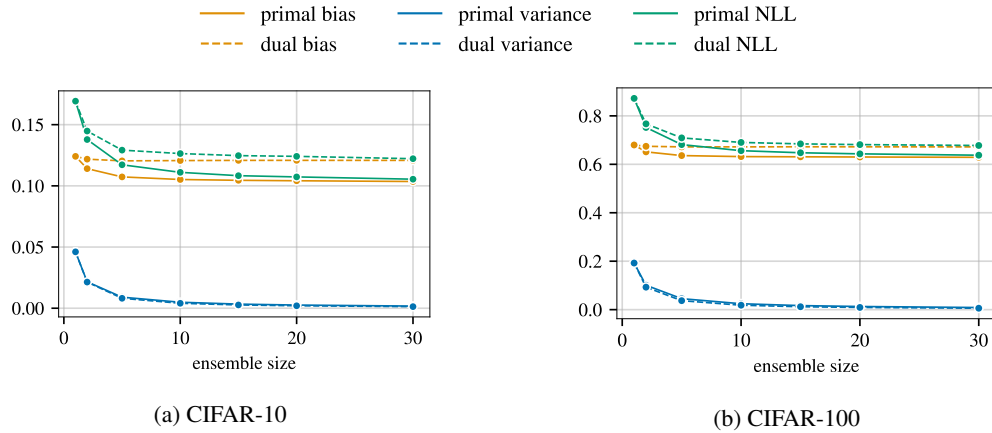 primal bias
primal variance
primal NLL
dual bias
dual variance
dual NLL
0.15
0.10
0.05
0.00
0
10
20
30
ensemble size
(a) CIFAR-10
0.8
0.6
0.4
0.2
0.0
0
10
20
30
ensemble size
(b) CIFAR-100